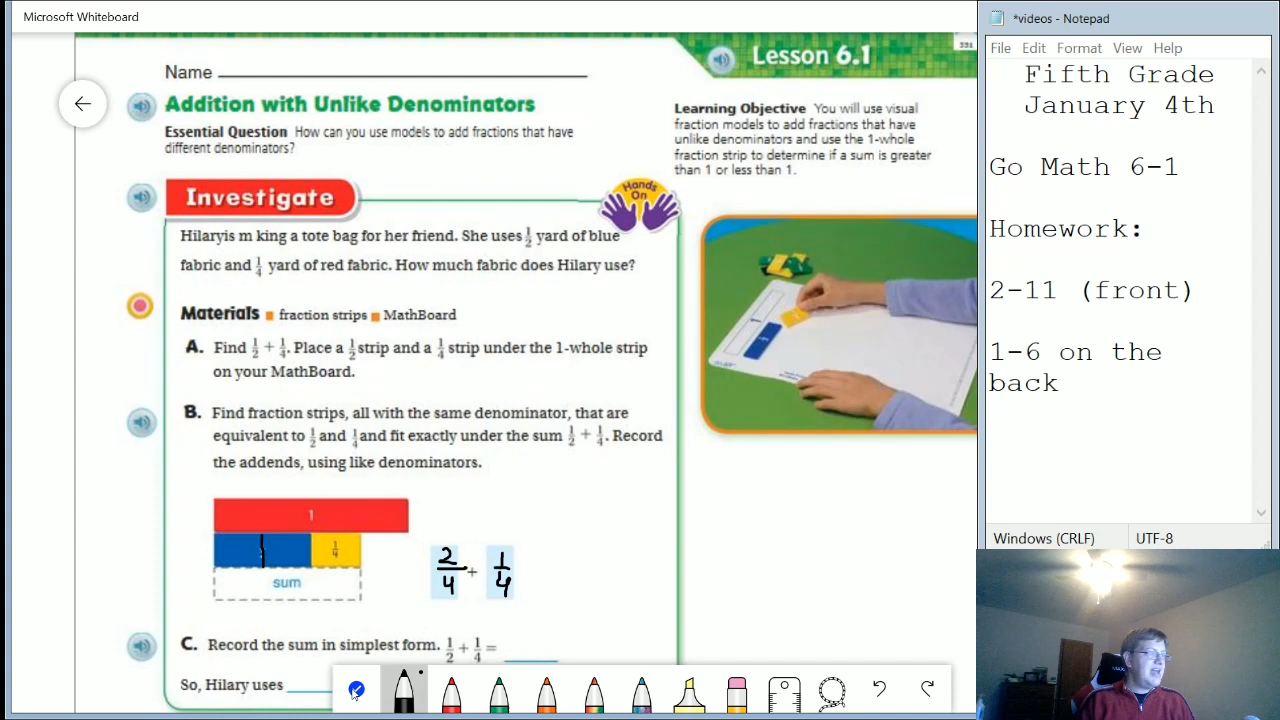 Microsoft Whiteboard
*videos - Notepad
File Edit Format View Help
Fifth Grade
January 4th
Go Math 6-1
Homework:
2-11 (front)
1-6 on the
back
Windows (CRLF) UTF-8
331
Lesson 6.1
Name
Addition with Unlike Denominators
Essential Question How can you use models to add fractions that have
different denominators?
Learning Objective You will use visual
fraction models to add fractions that have
unlike denominators and use the 1-whole
fraction strip to determine if a sum is greater
than 1 or less than 1.
Investigate
Hands
On
Hilaryis m king a tote bag for her friend. She uses 1/2 yard of blue
fabric and 1/4 yard of red fabric. How much fabric does Hilary use?
Materials fraction strips MathBoard
A. Find 1/2 + 1/4. Place a 1/2 strip and a 1/4 strip under the 1-whole strip
on your MathBoard.
B. Find fraction strips, all with the same denominator, that are
equivalent to 1/2 and 1/4 and fit exactly under the sum 1/2 + 1/4. Record
the addends, using like denominators.
1
1/4
sum
2/4 + 1/4
C. Record the sum in simplest form. 1/2 + 1/4 =
So, Hilary uses